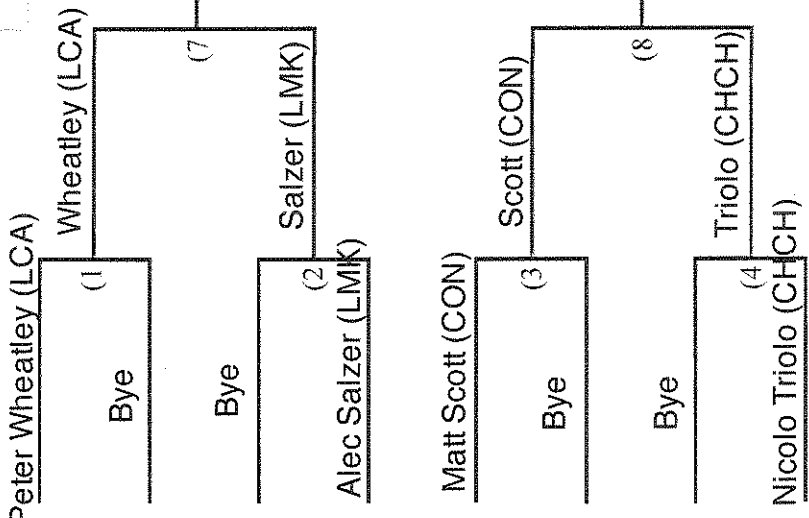 Peter Wheatley (LCA)
Wheatley (LCA)
(1
Bye
(7
Bye
Salzer (LMK)
(2
Alec Salzer (LMK)
Matt Scott (CON)
Scott (CON)
(3
Bye
(8
Bye
Triolo (CHCH)
(4
Nicolo Triolo (CHCH)